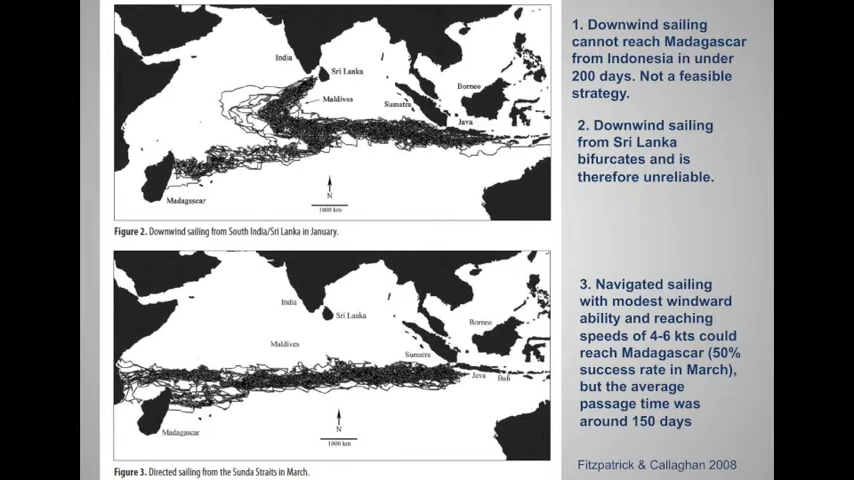 India
Sri Lanka
Maldives
Borneo
Sumatra
Java
Madagascar
N
1000 km
Figure 2. Downwind sailing from South India/Sri Lanka in January.
India
Sri Lanka
Maldives
Borneo
Sumatra
Java
Bali
Madagascar
N
1000 km
Figure 3. Directed sailing from the Sunda Straits in March.
1. Downwind sailing
cannot reach Madagascar
from Indonesia in under
200 days. Not a feasible
strategy.
2. Downwind sailing
from Sri Lanka
bifurcates and is
therefore unreliable.
3. Navigated sailing
with modest windward
ability and reaching
speeds of 4-6 kts could
reach Madagascar (50%
success rate in March),
but the average
passage time was
around 150 days
Fitzpatrick & Callaghan 2008